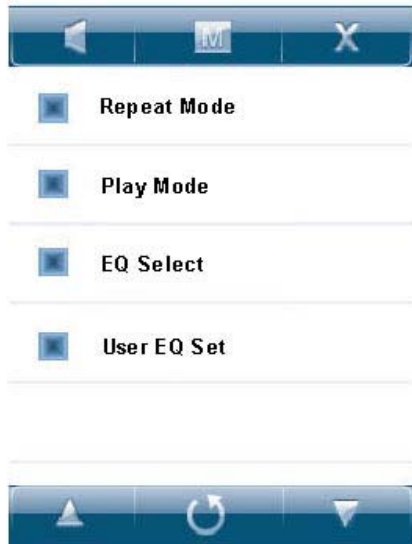 M X
Repeat Mode
Play Mode
EQ Select
User EQ Set